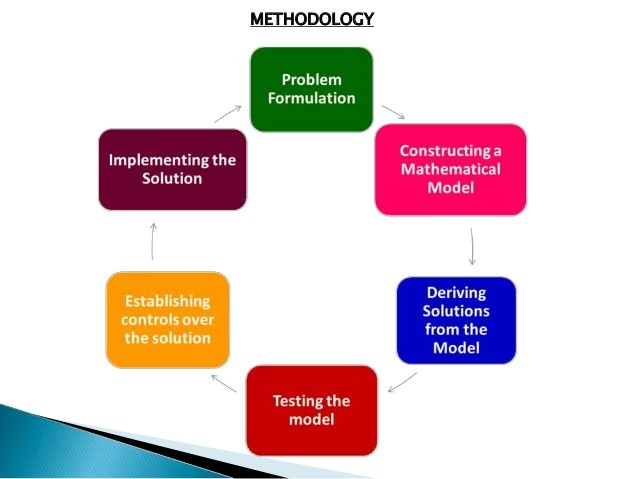 METHODOLOGY
Problem
Formulation
Constructing a
Mathematical
Model
Deriving
Solutions
from the
Model
Testing the
model
Establishing
controls over
the solution
Implementing the
Solution